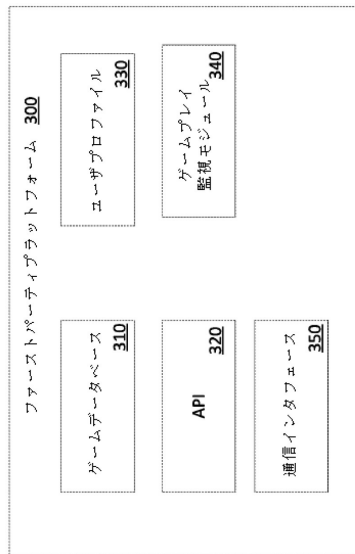 ファーストパーティプラットフォーム 300
ゲームデータベース
310
ユーザプロファイル
330
API
320
ゲームプレイ
監視モジュール
340
通信インタフェース
350